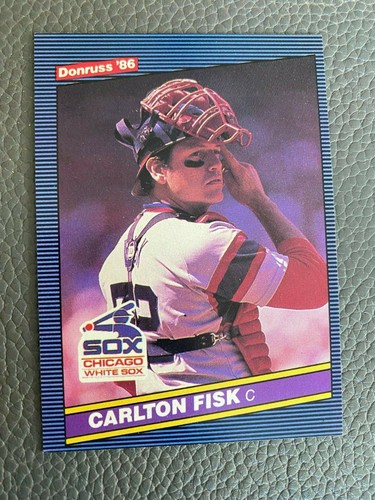 Donruss '86
SOX
CHICAGO
WHITE SOX
CARLTON FISK C